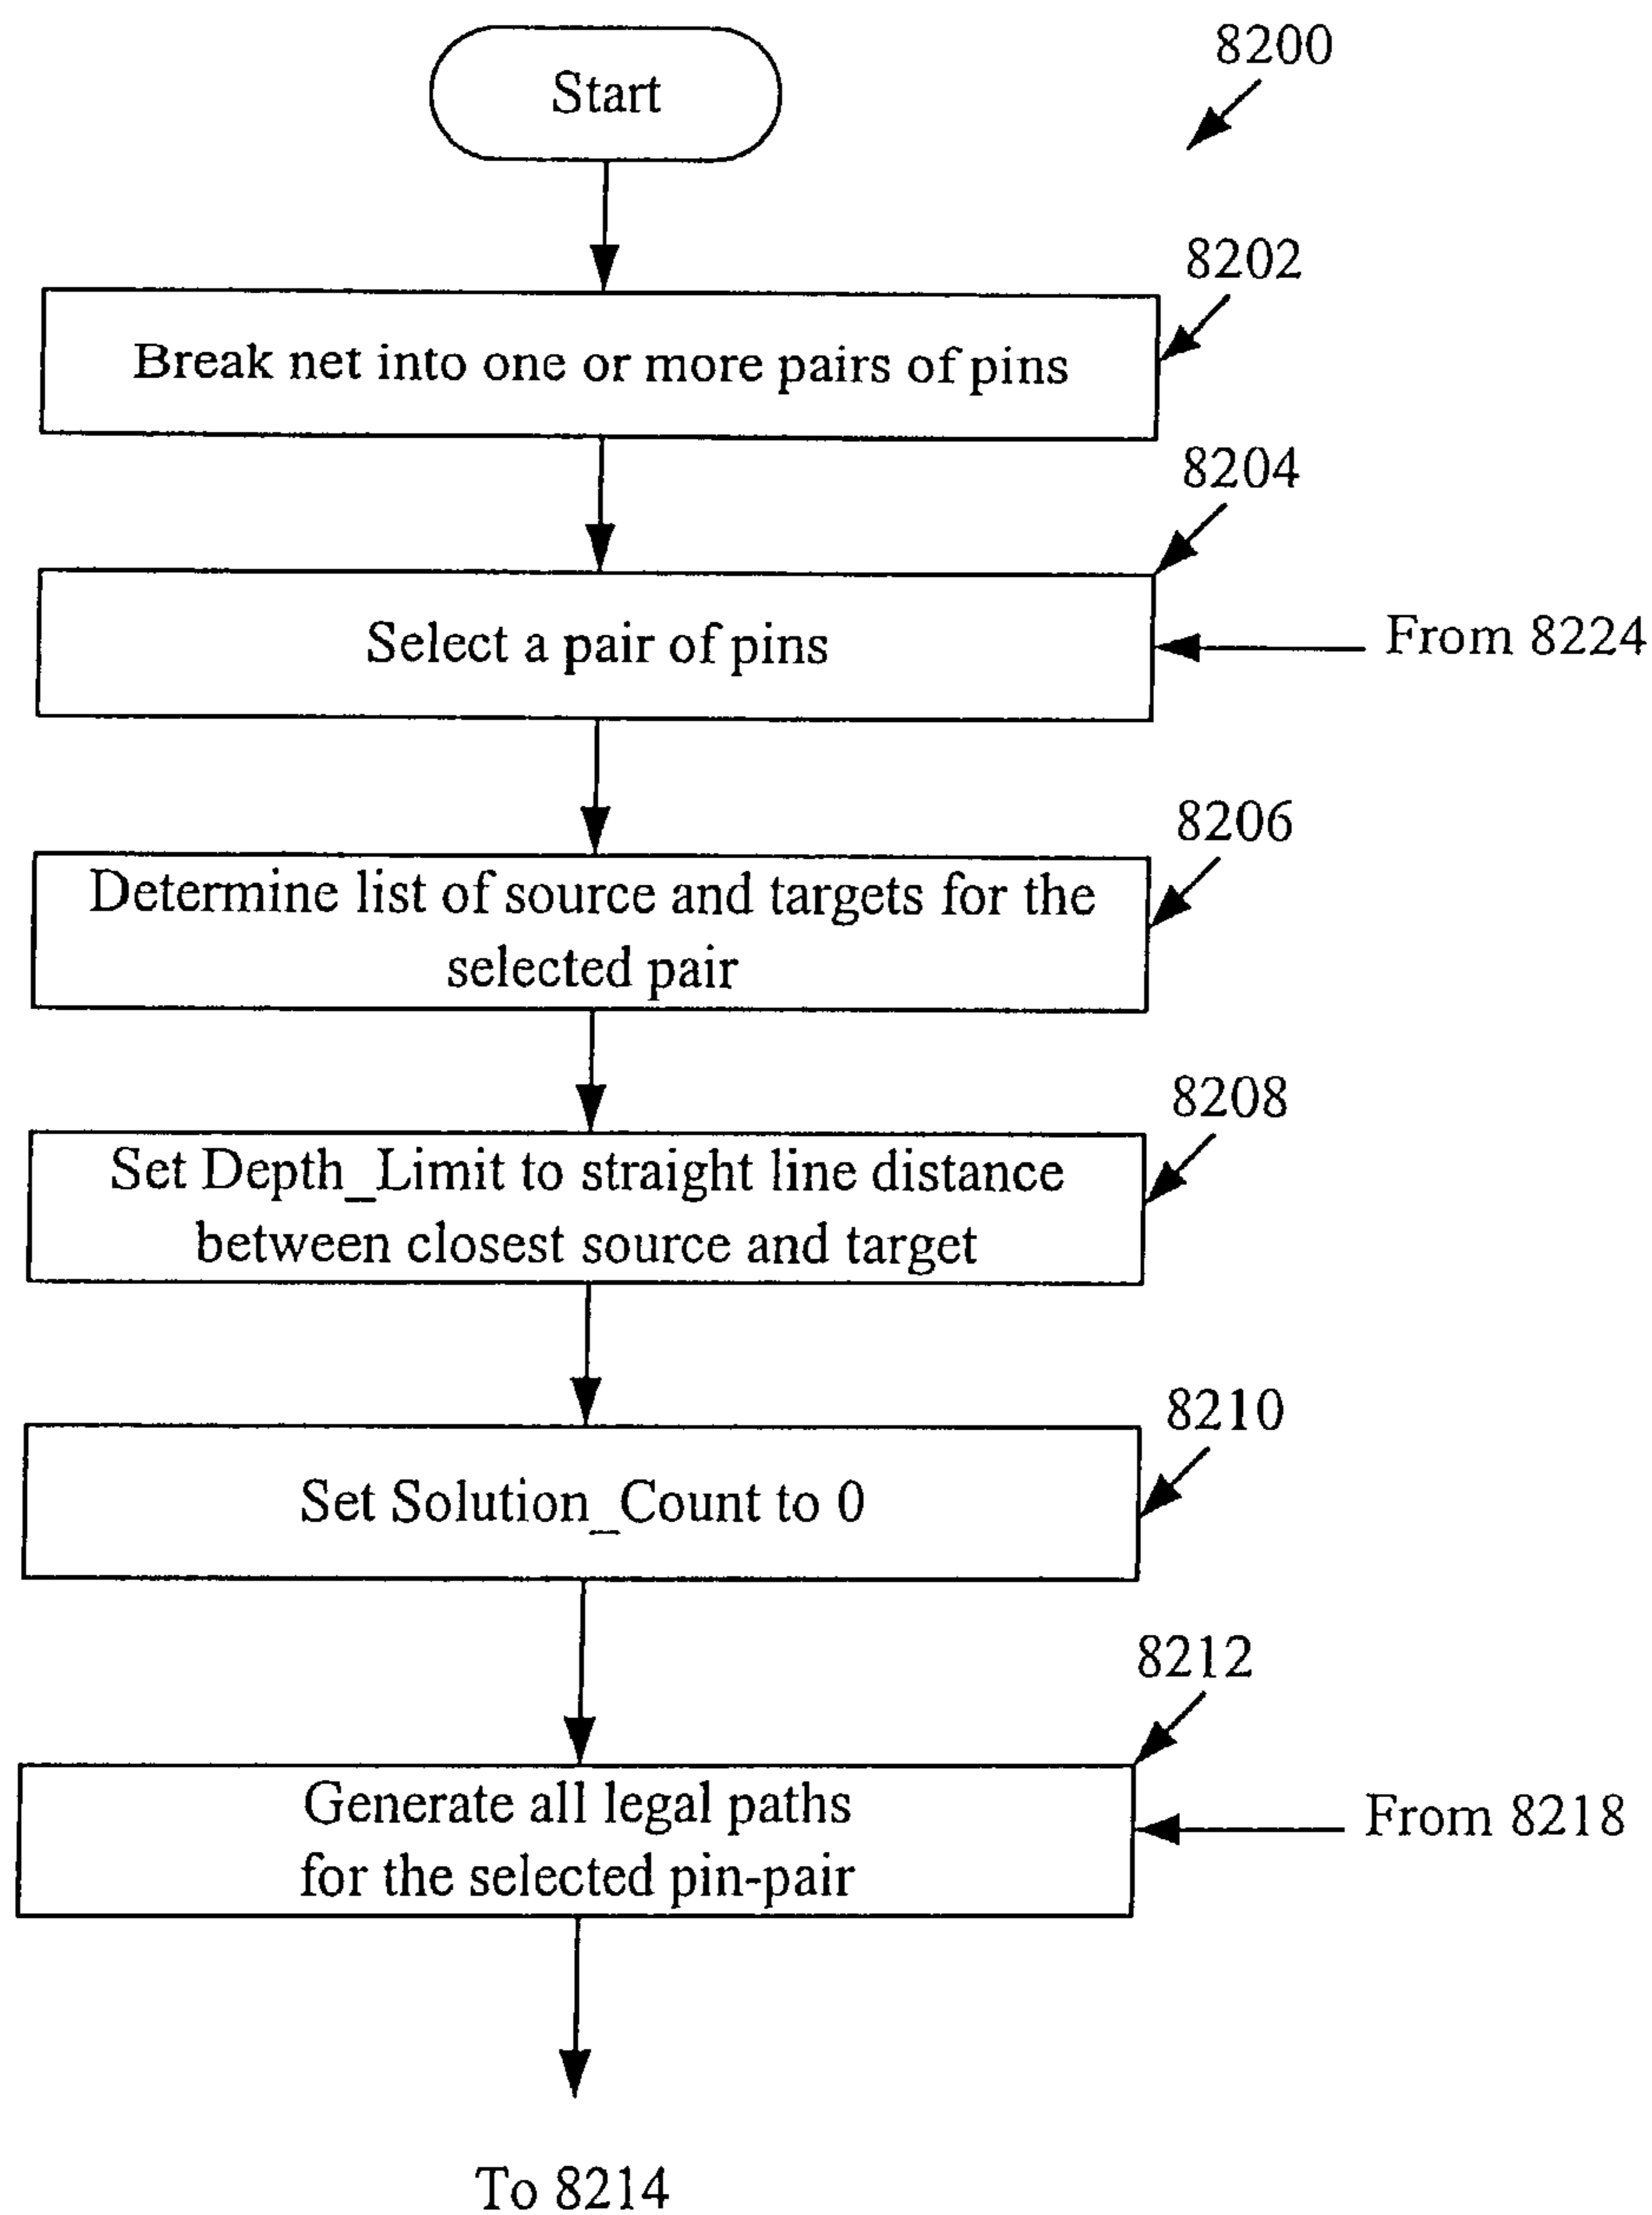 8200
Start
8202
Break net into one or more pairs of pins
8204
Select a pair of pins
From 8224
8206
Determine list of source and targets for the
selected pair
8208
Set Depth_Limit to straight line distance
between closest source and target
8210
Set Solution_Count to 0
8212
Generate all legal paths
for the selected pin-pair
From 8218
To 8214